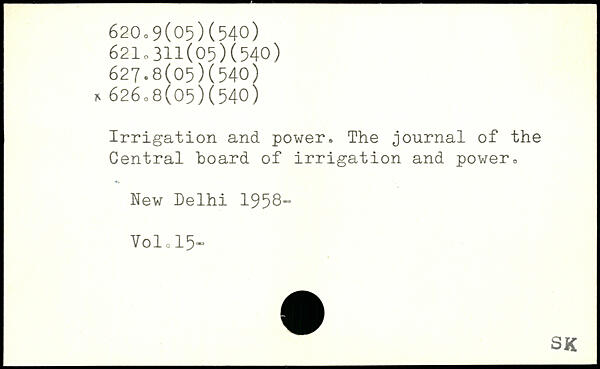 620.9(05)(540)
621.311(05)(540)
627.8(05)(540)
* 626.8(05)(540)
Irrigation and power. The journal of the
Central board of irrigation and power.
New Delhi 1958-
Vol.15-
SK